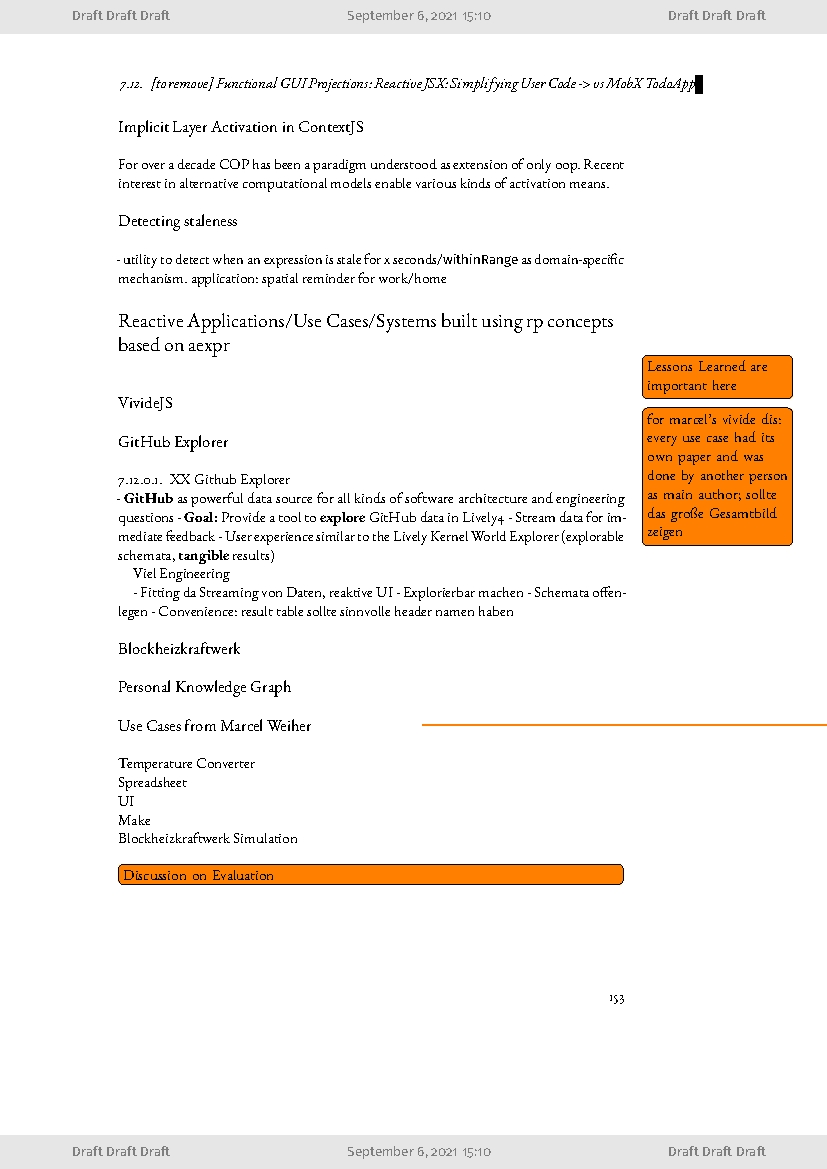 Draft Draft Draft September 6, 2021 15:10 Draft Draft Draft
7.12. [to remove] Functional GUI Projections: Reactive JSX: Simplifying User Code -> vs MobX TodoApp
Implicit Layer Activation in ContextJS
For over a decade COP has been a paradigm understood as extension of only oop. Recent
interest in alternative computational models enable various kinds of activation means.
Detecting staleness
- utility to detect when an expression is stale for x seconds/withinRange as domain-specific
mechanism. application: spatial reminder for work/home
Reactive Applications/Use Cases/Systems built using rp concepts
based on aexpr
Lessons Learned are
important here
VivideJS
for marcel's vivide dis:
every use case had its
own paper and was
done by another person
as main author; sollte
das große Gesamtbild
zeigen
GitHub Explorer
7.12.0.1. XX Github Explorer
- GitHub as powerful data source for all kinds of software architecture and engineering
questions - Goal: Provide a tool to explore GitHub data in Lively4 - Stream data for im-
mediate feedback - User experience similar to the Lively Kernel World Explorer (explorable
schemata, tangible results)
Viel Engineering
- Fitting da Streaming von Daten, reaktive UI - Explorierbar machen - Schemata offen-
legen - Convenience: result table sollte sinnvolle header namen haben
Blockheizkraftwerk
Personal Knowledge Graph
Use Cases from Marcel Weiher
Temperature Converter
Spreadsheet
UI
Make
Blockheizkraftwerk Simulation
Discussion on Evaluation
153
Draft Draft Draft September 6, 2021 15:10 Draft Draft Draft